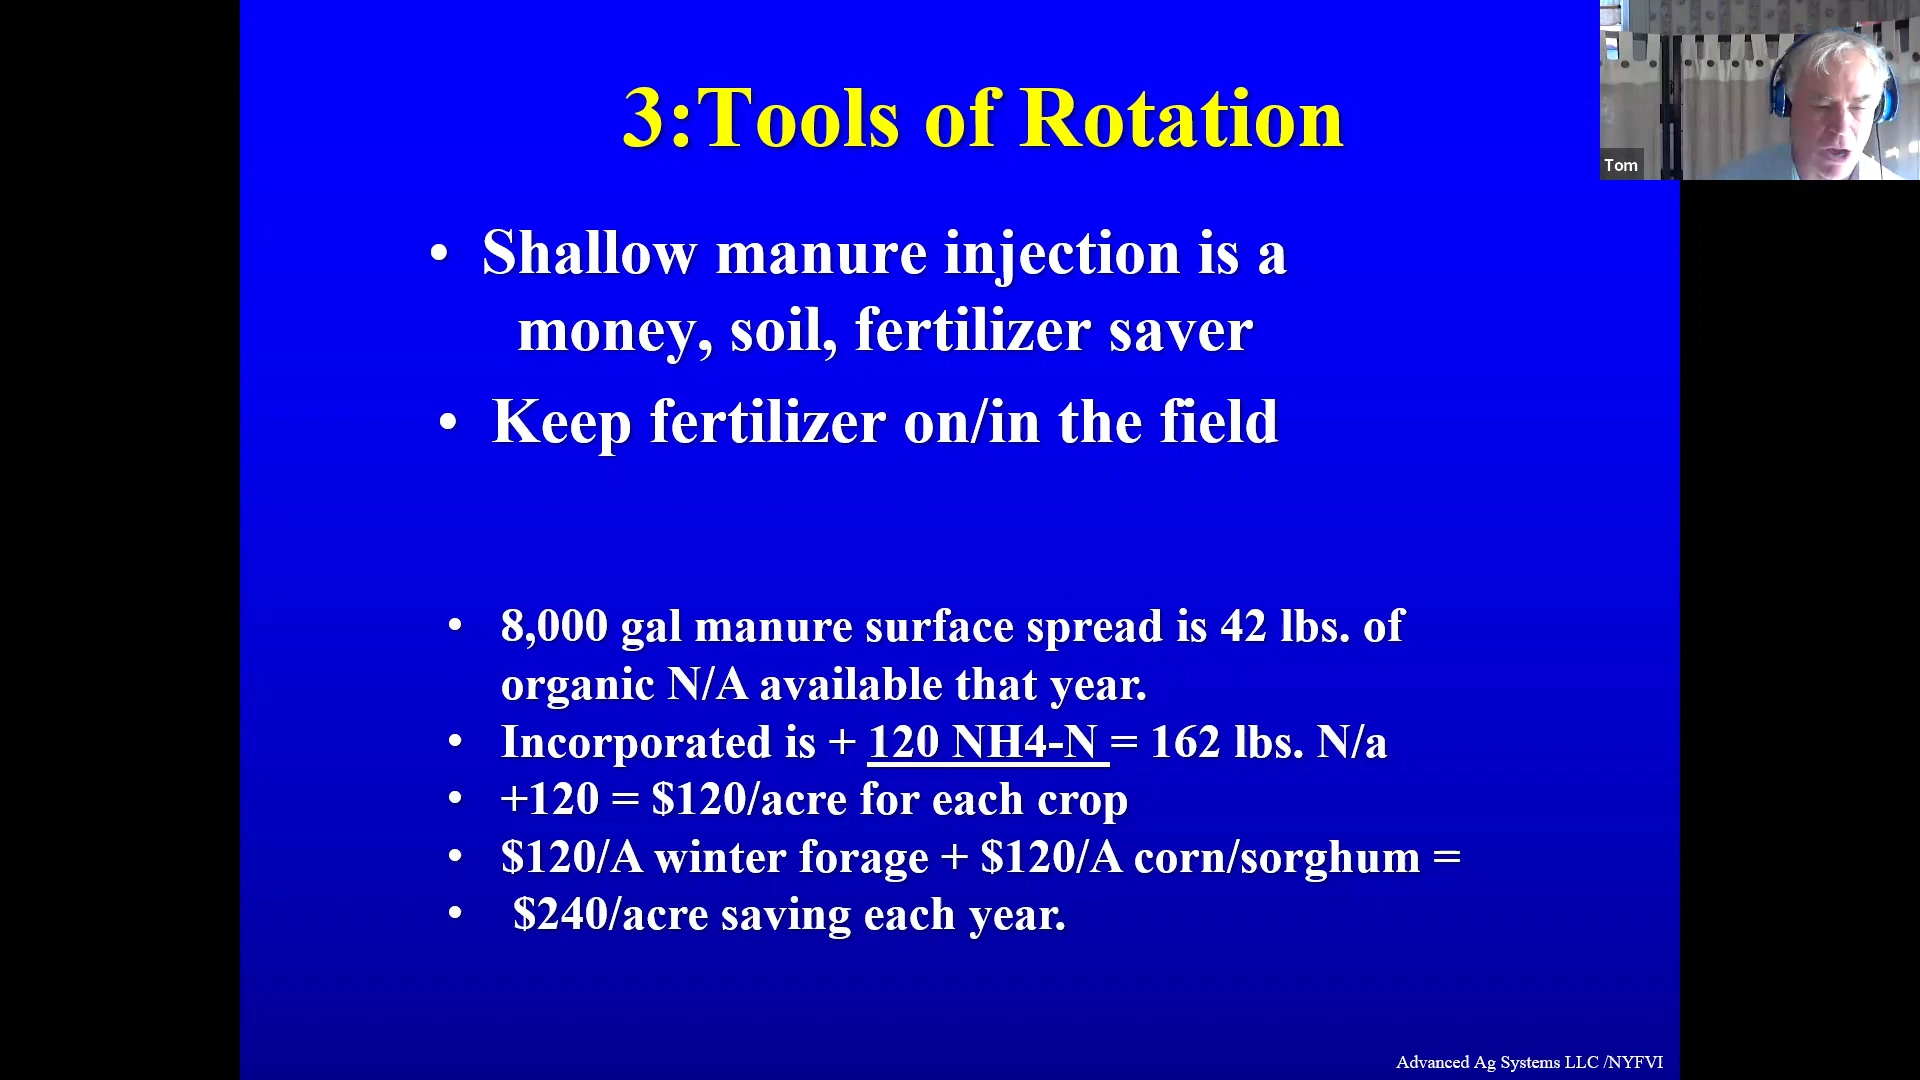 3:Tools of Rotation
Tom
• Shallow manure injection is a
money, soil, fertilizer saver
• Keep fertilizer on/in the field
• 8,000 gal manure surface spread is 42 lbs. of
organic N/A available that year.
• Incorporated is + 120 NH4-N = 162 lbs. N/a
• +120 = $120/acre for each crop
• $120/A winter forage + $120/A corn/sorghum =
• $240/acre saving each year.
Advanced Ag Systems LLC /NYFVI